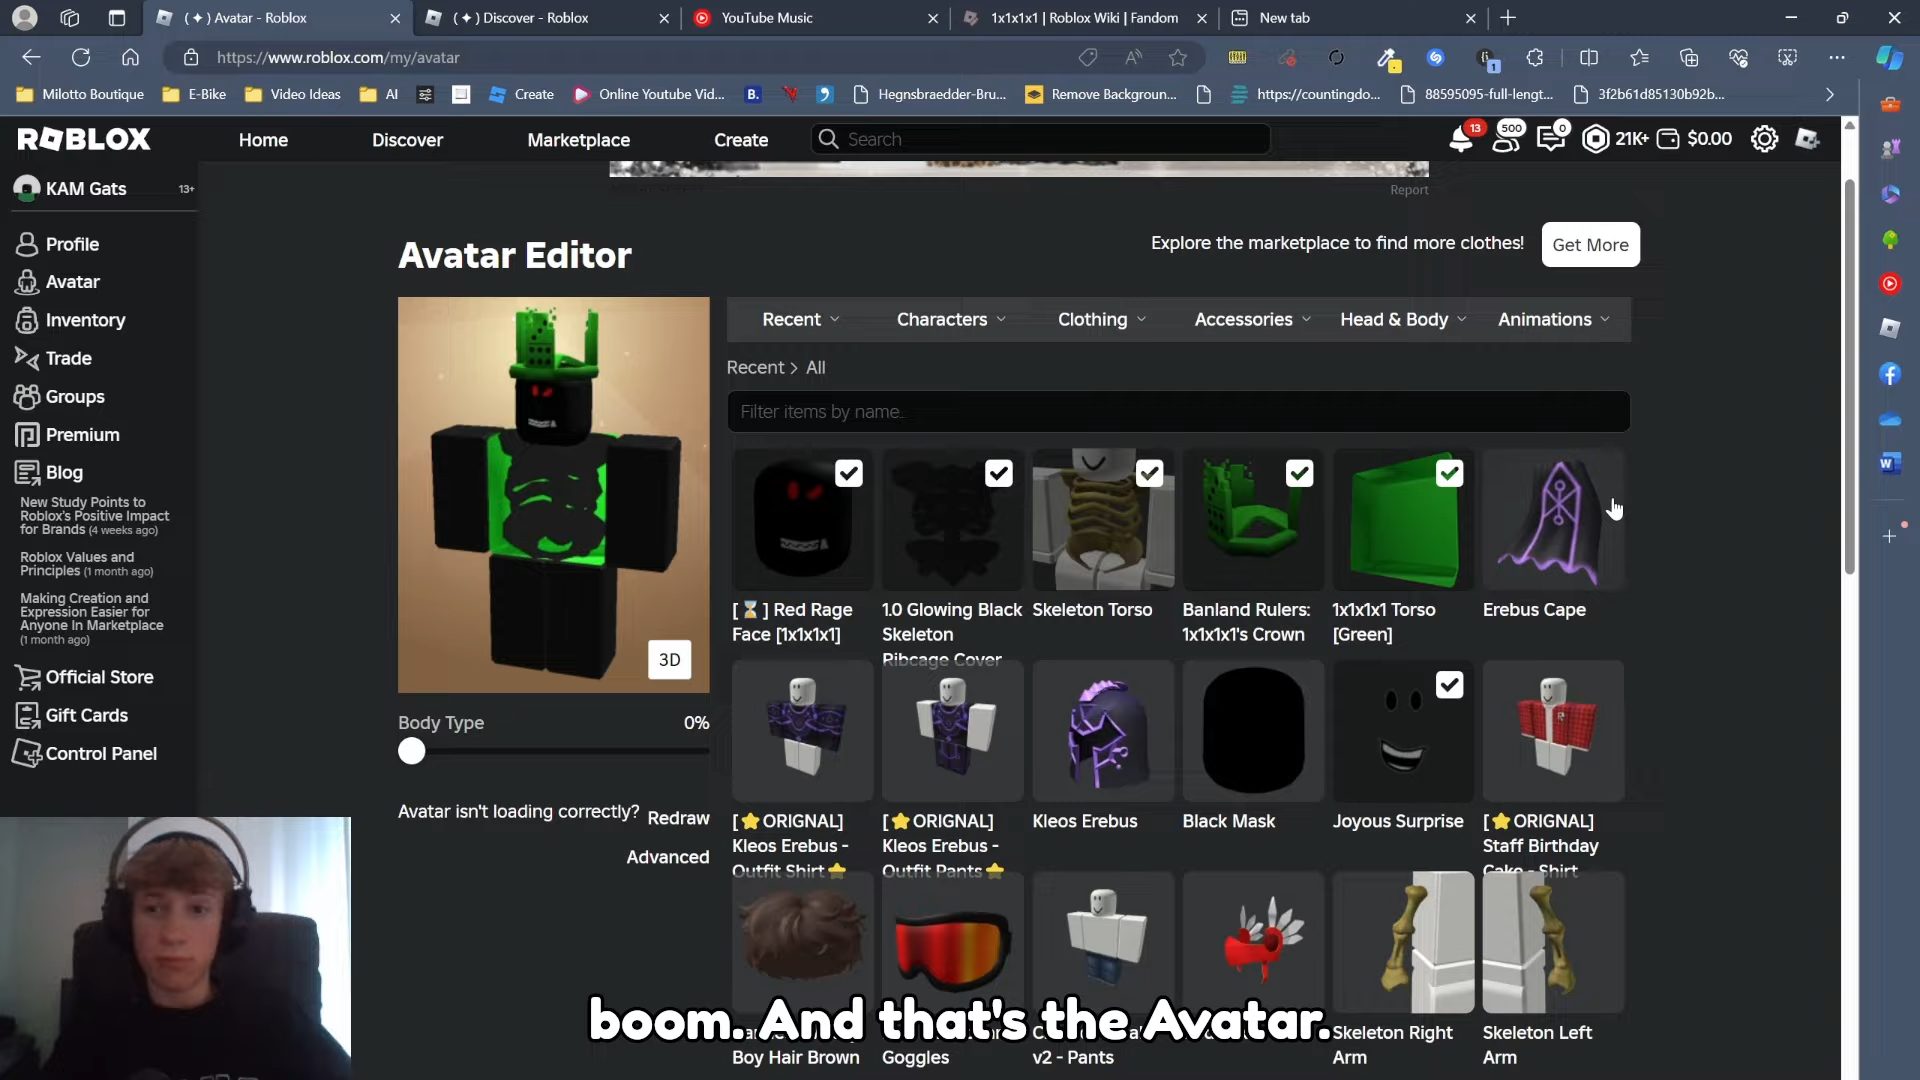 ( ✦ ) Avatar - Roblox
( ✦ ) Discover - Roblox
YouTube Music
1x1x1x1 | Roblox Wiki | Fandom
New tab
https://www.roblox.com/my/avatar
Milotto Boutique
E-Bike
Video Ideas
AI
Create
Online Youtube Vid...
B.
Hegnsbraedder-Bru...
Remove Backgroun...
https://countingdo...
88595095-full-lengt...
3f2b61d85130b92b...
ROBLOX
Home
Discover
Marketplace
Create
Search
13
500
0
21K+
$0.00
KAM Gats
13+
Report
Profile
Avatar
Inventory
Trade
Groups
Premium
Blog
New Study Points to
Roblox's Positive Impact
for Brands (4 weeks ago)
Roblox Values and
Principles (1 month ago)
Making Creation and
Expression Easier for
Anyone In Marketplace
(1 month ago)
Official Store
Gift Cards
Control Panel
Avatar Editor
Explore the marketplace to find more clothes!
Get More
3D
Body Type
0%
Avatar isn't loading correctly?
Redraw
Advanced
Recent
Characters
Clothing
Accessories
Head & Body
Animations
Recent > All
Filter items by name..
[⌛] Red Rage
Face [1x1x1x1]
1.0 Glowing Black
Skeleton
Ribcage Cover
Skeleton Torso
Banland Rulers:
1x1x1x1's Crown
1x1x1x1 Torso
[Green]
Erebus Cape
[⭐ORIGNAL]
Kleos Erebus -
Outfit Shirt⭐
[⭐ORIGNAL]
Kleos Erebus -
Outfit Pants⭐
Kleos Erebus
Black Mask
Joyous Surprise
[⭐ORIGNAL]
Staff Birthday
Cake - Shirt
Boy Hair Brown
Goggles
v2 - Pants
Skeleton Right
Arm
Skeleton Left
Arm
boom. And that's the Avatar.